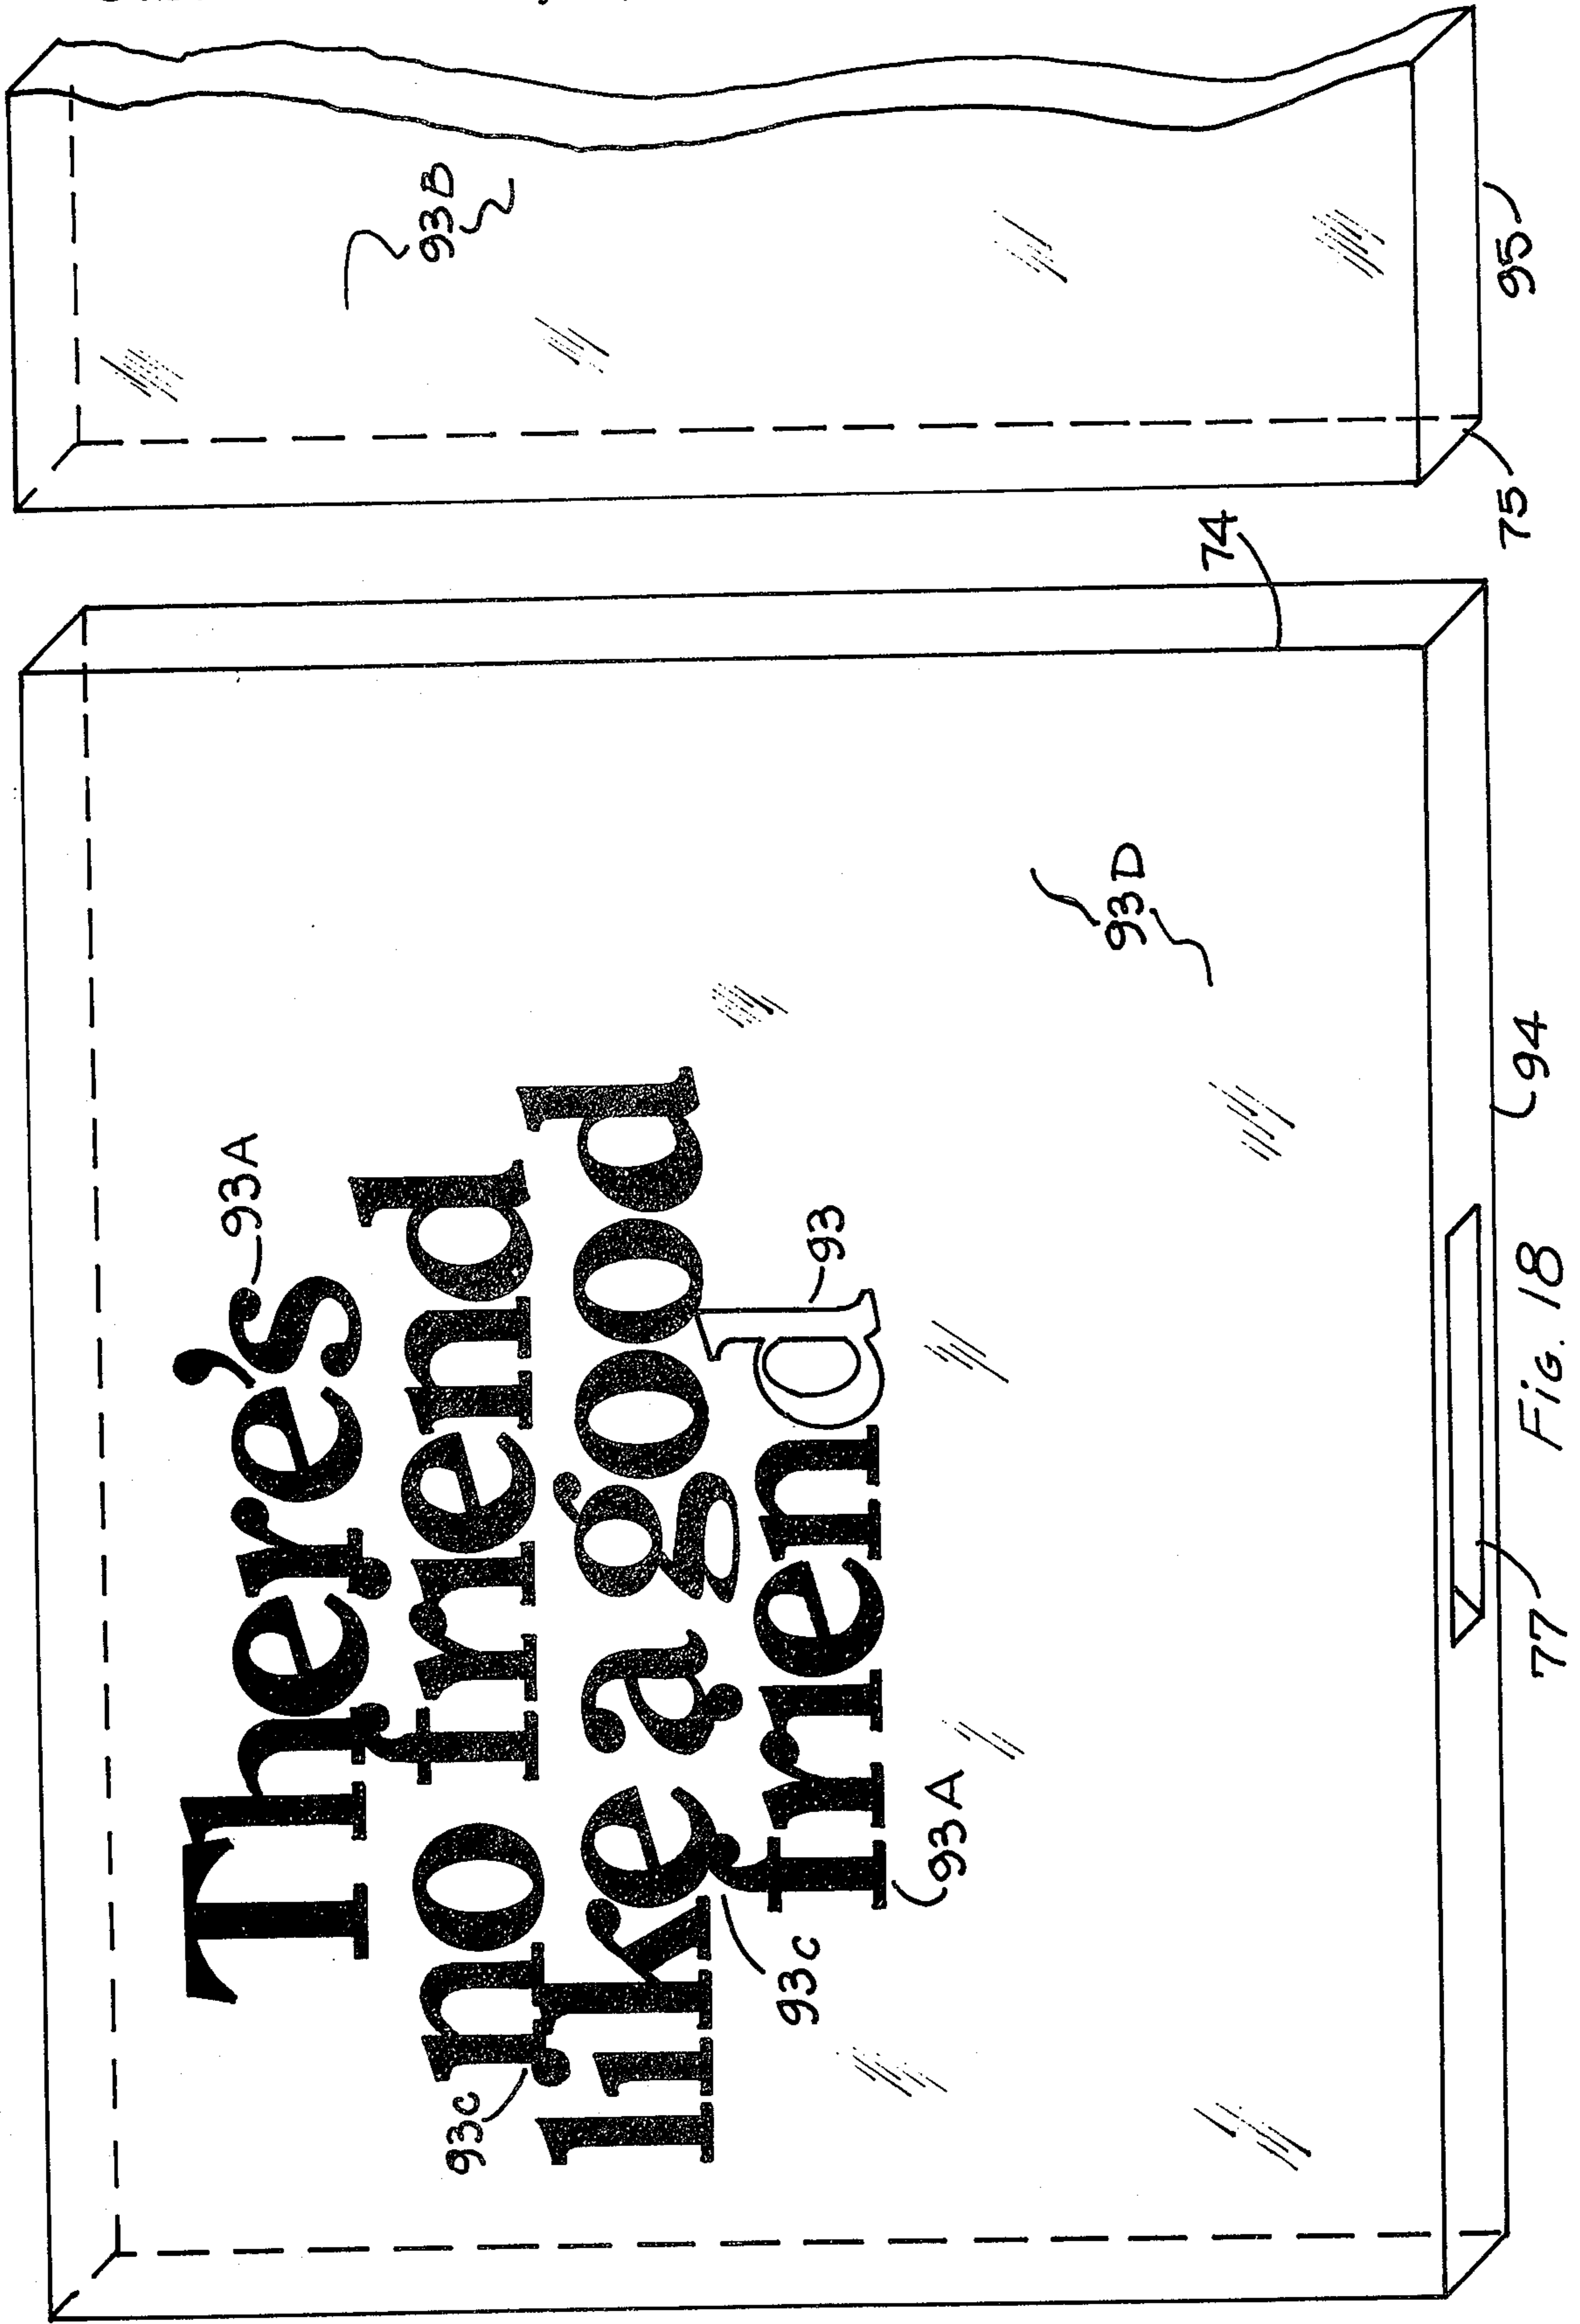 There's
no friend
like a good
friend
93A
93C
93C
93A
93
93D
93B
74
75
95
94
77
Fig. 18